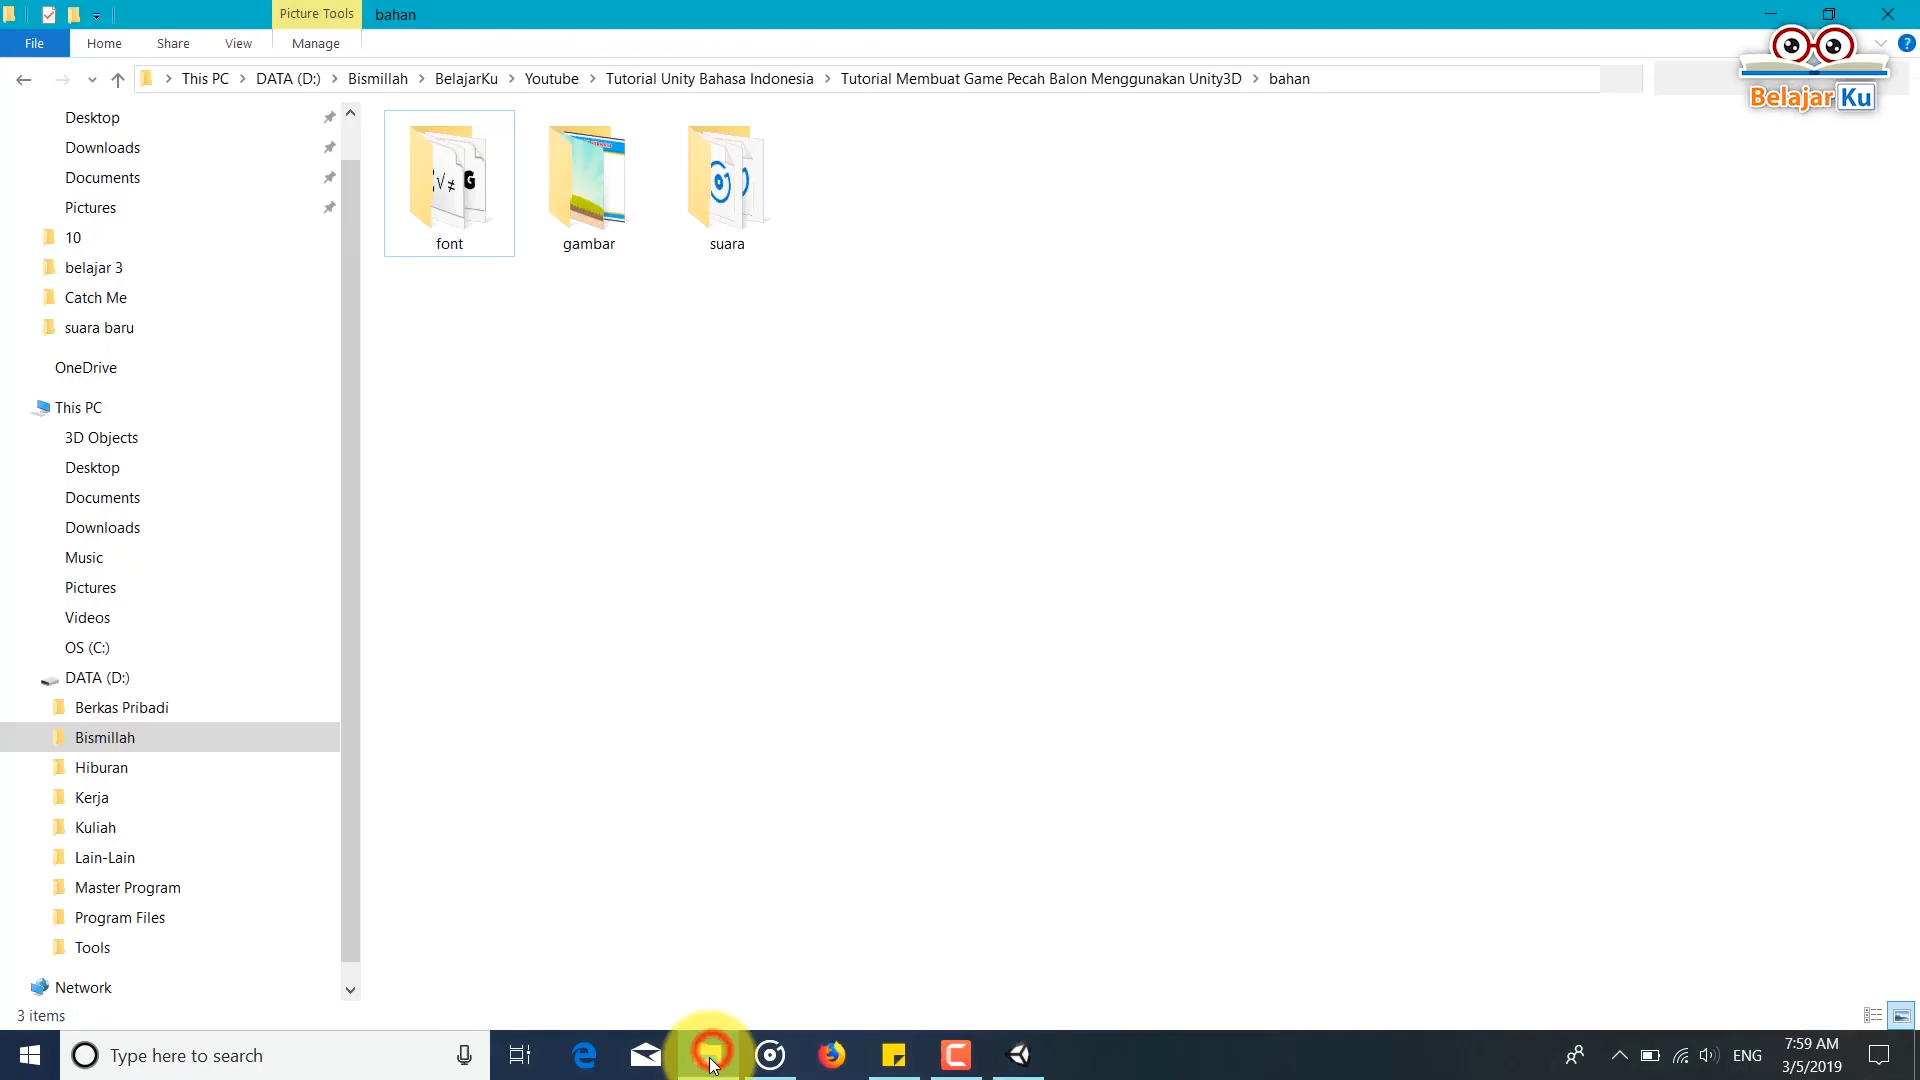 Picture Tools
bahan
File
Home
Share
View
Manage
This PC
DATA (D:)
Bismillah
BelajarKu
Youtube
Tutorial Unity Bahasa Indonesia
Tutorial Membuat Game Pecah Balon Menggunakan Unity3D
bahan
Belajar Ku
Desktop
Downloads
Documents
Pictures
10
belajar 3
Catch Me
suara baru
OneDrive
This PC
3D Objects
Desktop
Documents
Downloads
Music
Pictures
Videos
OS (C:)
DATA (D:)
Berkas Pribadi
Bismillah
Hiburan
Kerja
Kuliah
Lain-Lain
Master Program
Program Files
Tools
Network
font
gambar
suara
3 items
Type here to search
ENG
7:59 AM
3/5/2019